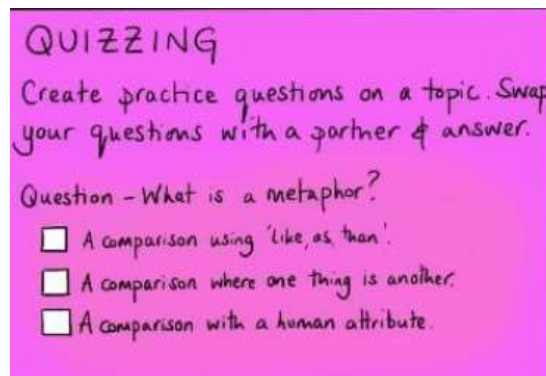 QUIZZING
Create practice questions on a topic. Swap
your questions with a partner & answer.
Question - What is a metaphor?
A comparison using 'like, as, than'.
A comparison where one thing is another.
A comparison with a human attribute.